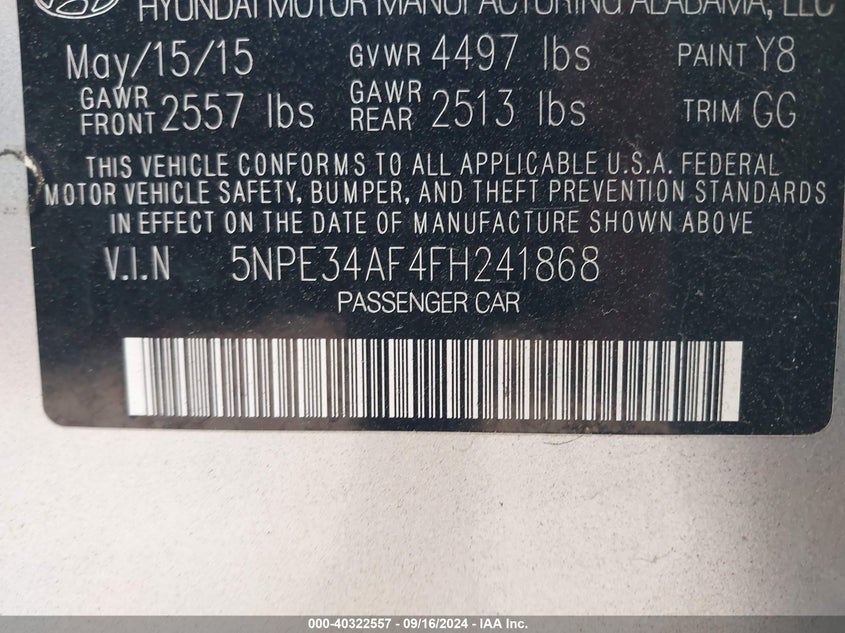 HYUNDAI MOTOR MANUFACTURING ALABAMA, LLC
May/15/15 GVWR 4497 lbs PAINT Y8
GAWR FRONT 2557 lbs GAWR REAR 2513 lbs TRIM GG
THIS VEHICLE CONFORMS TO ALL APPLICABLE U.S.A. FEDERAL
MOTOR VEHICLE SAFETY, BUMPER, AND THEFT PREVENTION STANDARDS
IN EFFECT ON THE DATE OF MANUFACTURE SHOWN ABOVE
V.I.N 5NPE34AF4FH241868
PASSENGER CAR
000-40322557 - 09/16/2024 - IAA Inc.